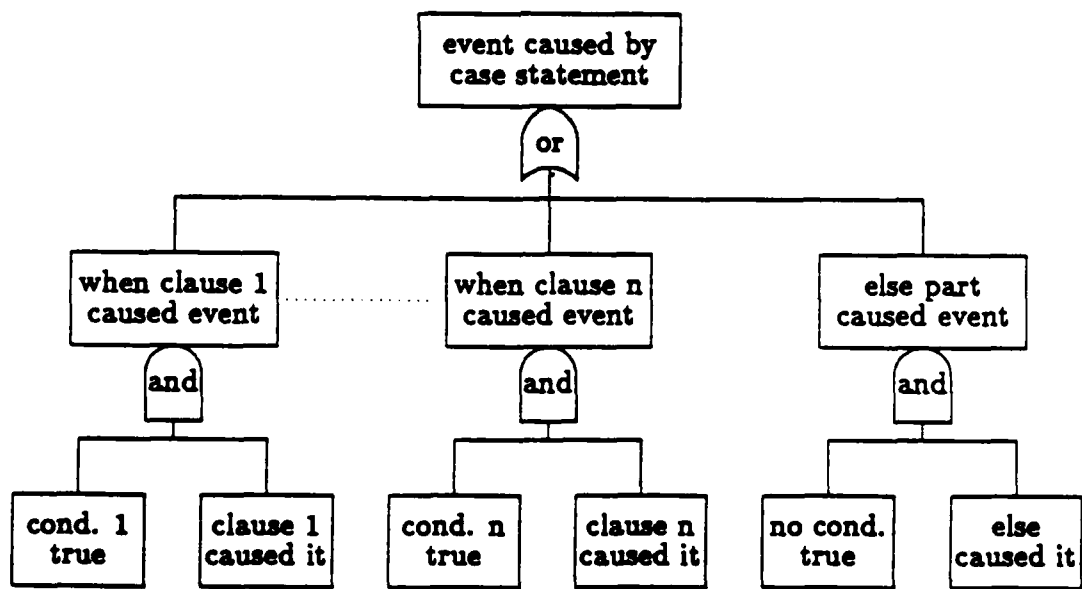 event caused by
case statement
or
when clause 1
caused event
when clause n
caused event
else part
caused event
and
and
and
cond. 1
true
clause 1
caused it
cond. n
true
clause n
caused it
no cond.
true
else
caused it